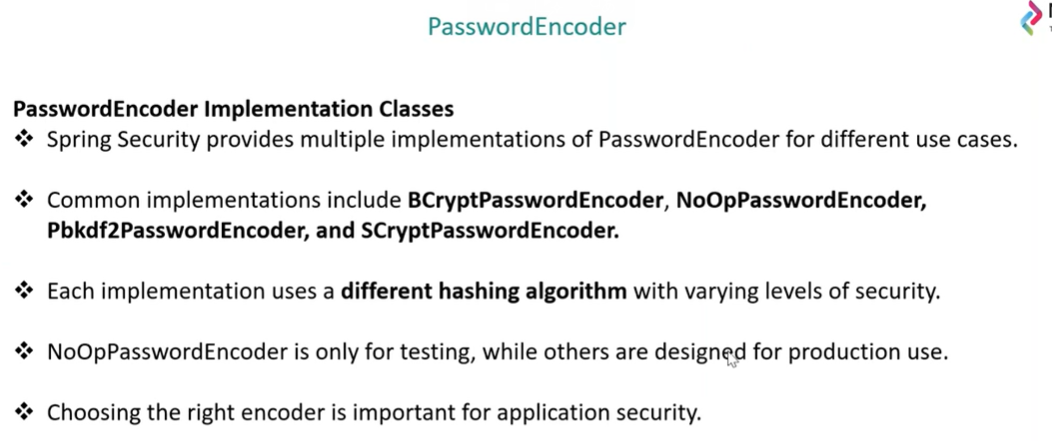 PasswordEncoder
PasswordEncoder Implementation Classes
❖ Spring Security provides multiple implementations of PasswordEncoder for different use cases.
❖ Common implementations include BCryptPasswordEncoder, NoOpPasswordEncoder,
Pbkdf2PasswordEncoder, and SCryptPasswordEncoder.
❖ Each implementation uses a different hashing algorithm with varying levels of security.
❖ NoOpPasswordEncoder is only for testing, while others are designed for production use.
❖ Choosing the right encoder is important for application security.